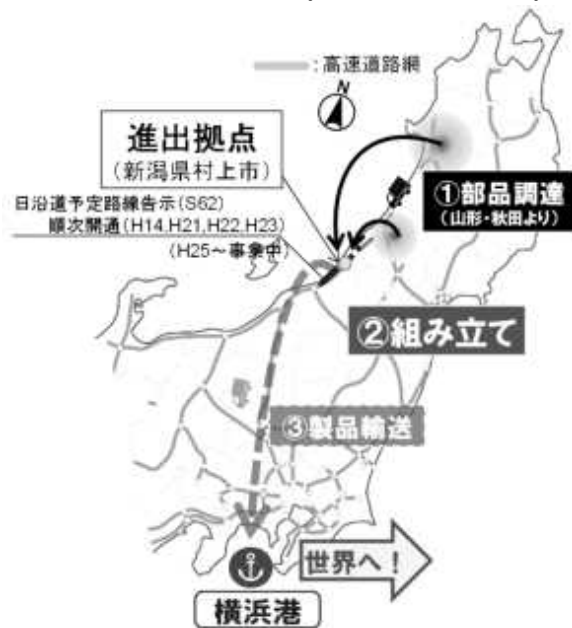 :高速道路網
N
進出拠点
(新潟県村上市)
日沿道予定路線告示(S62)
順次開通(H14,H21,H22,H23)
(H25～事業中)
①部品調達
(山形・秋田より)
②組み立て
③製品輸送
世界へ!
横浜港